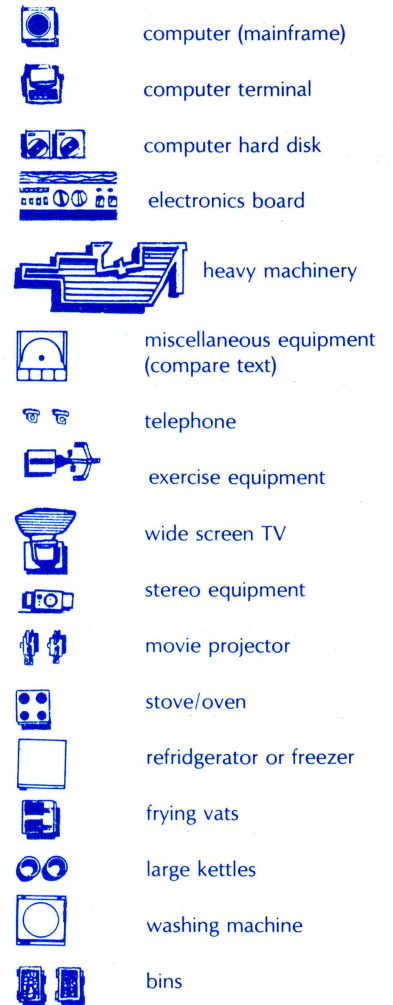 computer (mainframe)
computer terminal
computer hard disk
electronics board
heavy machinery
miscellaneous equipment
(compare text)
telephone
exercise equipment
wide screen TV
stereo equipment
movie projector
stove/oven
refridgerator or freezer
frying vats
large kettles
washing machine
bins